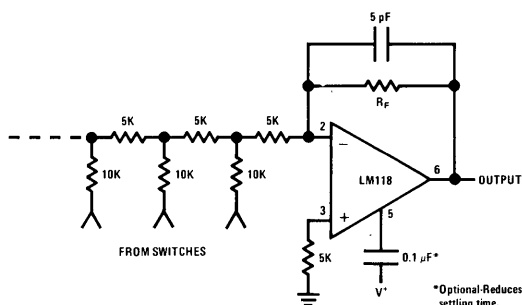 5 pF
R_F
5K
5K
5K
10K
10K
10K
2
−
LM118
6
OUTPUT
3
+
5
5K
0.1 μF*
V⁺
FROM SWITCHES
*Optional-Reduces
settling time